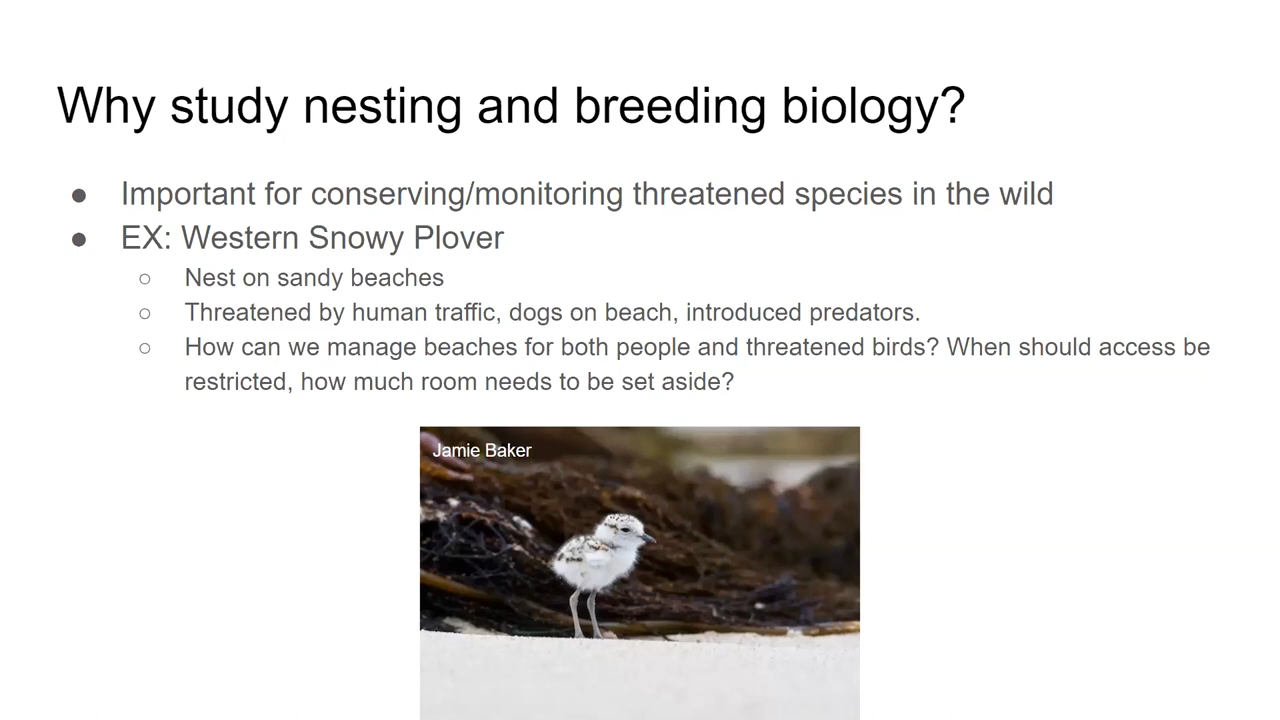 Why study nesting and breeding biology?
● Important for conserving/monitoring threatened species in the wild
● EX: Western Snowy Plover
○ Nest on sandy beaches
○ Threatened by human traffic, dogs on beach, introduced predators.
○ How can we manage beaches for both people and threatened birds? When should access be
restricted, how much room needs to be set aside?
Jamie Baker